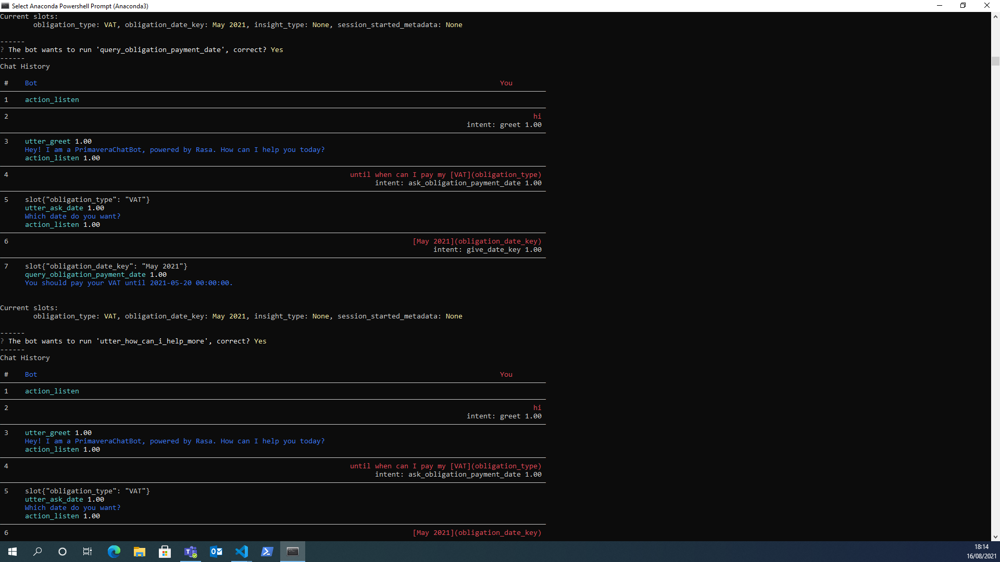 Select Anaconda Powershell Prompt (Anaconda3)
Current slots:
obligation_type: VAT, obligation_date_key: May 2021, insight_type: None, session_started_metadata: None
------
? The bot wants to run 'query_obligation_payment_date', correct? Yes
------
Chat History
# Bot You
1 action_listen
2 hi
intent: greet 1.00
3 utter_greet 1.00
Hey! I am a PrimaveraChatBot, powered by Rasa. How can I help you today?
action_listen 1.00
4 until when can I pay my [VAT](obligation_type)
intent: ask_obligation_payment_date 1.00
5 slot{"obligation_type": "VAT"}
utter_ask_date 1.00
Which date do you want?
action_listen 1.00
6 [May 2021](obligation_date_key)
intent: give_date_key 1.00
7 slot{"obligation_date_key": "May 2021"}
query_obligation_payment_date 1.00
You should pay your VAT until 2021-05-20 00:00:00.
Current slots:
obligation_type: VAT, obligation_date_key: May 2021, insight_type: None, session_started_metadata: None
------
? The bot wants to run 'utter_how_can_i_help_more', correct? Yes
------
Chat History
# Bot You
1 action_listen
2 hi
intent: greet 1.00
3 utter_greet 1.00
Hey! I am a PrimaveraChatBot, powered by Rasa. How can I help you today?
action_listen 1.00
4 until when can I pay my [VAT](obligation_type)
intent: ask_obligation_payment_date 1.00
5 slot{"obligation_type": "VAT"}
utter_ask_date 1.00
Which date do you want?
action_listen 1.00
6 [May 2021](obligation_date_key)
18:14
16/08/2021